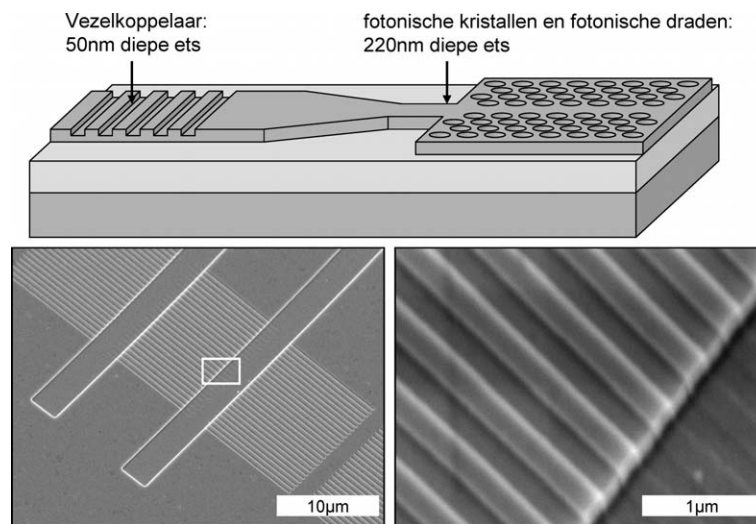 Vezelkoppelaar:
50nm diepe ets
fotonische kristallen en fotonische draden:
220nm diepe ets
10µm
1µm